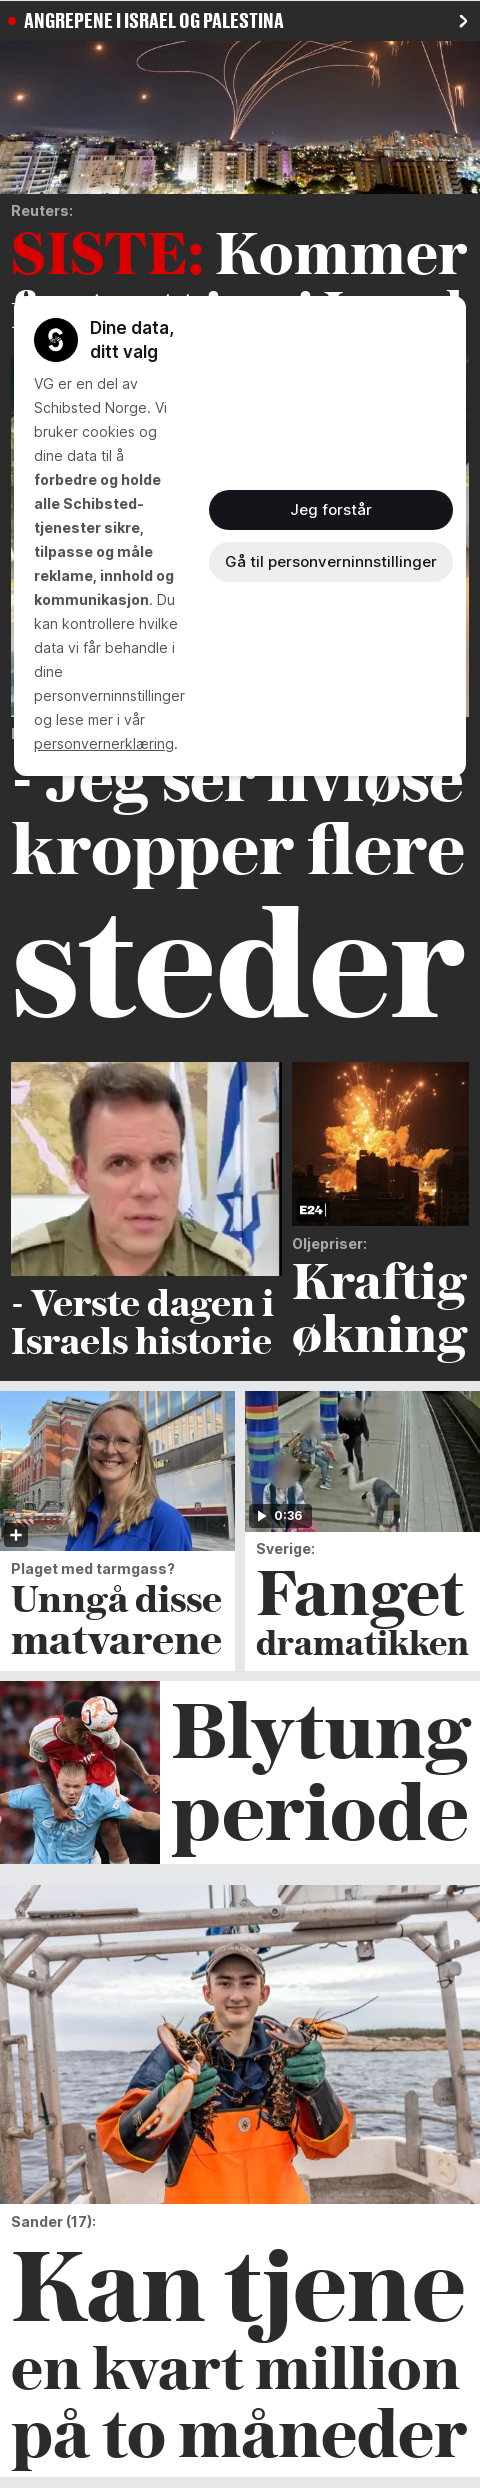 ANGREPENE I ISRAEL OG PALESTINA
Reuters:
SISTE: Kommer
Dine data,
ditt valg
VG er en del av
Schibsted Norge. Vi
bruker cookies og
dine data til å
forbedre og holde
alle Schibsted-
tjenester sikre,
tilpasse og måle
reklame, innhold og
kommunikasjon. Du
kan kontrollere hvilke
data vi får behandle i
dine
personverninnstillinger
og lese mer i vår
personvernerklæring.
Jeg forstår
Gå til personverninnstillinger
- Jeg ser livløse
kropper flere
steder
- Verste dagen i
Israels historie
E24
Oljepriser:
Kraftig
økning
Plaget med tarmgass?
Unngå disse
matvarene
0:36
Sverige:
Fanget
dramatikken
Blytung
periode
Sander (17):
Kan tjene
en kvart million
på to måneder